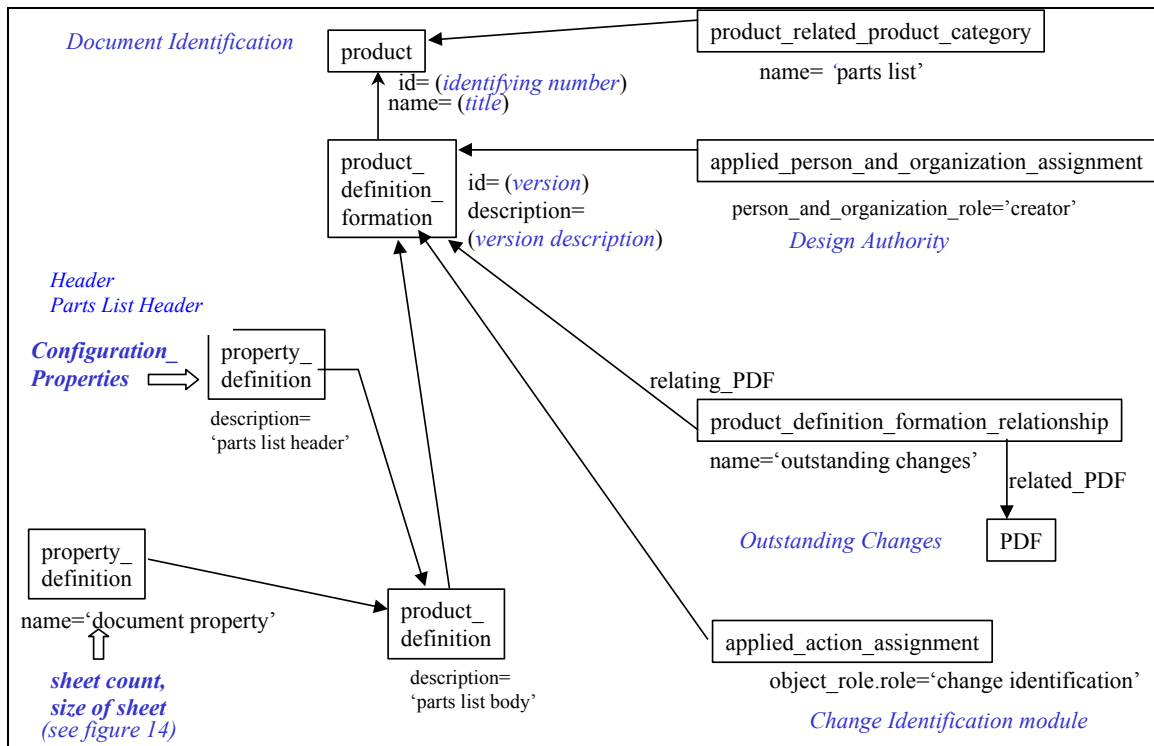 Document Identification
product
id= (identifying number)
name= (title)
product_related_product_category
name= ‘parts list’
product_
definition_
formation
id= (version)
description=
(version description)
applied_person_and_organization_assignment
person_and_organization_role=’creator’
Design Authority
Header
Parts List Header
Configuration_
Properties
property_
definition
description=
‘parts list header’
relating_PDF
product_definition_formation_relationship
name=‘outstanding changes’
related_PDF
Outstanding Changes
PDF
property_
definition
name=‘document property’
sheet count,
size of sheet
(see figure 14)
product_
definition
description=
‘parts list body’
applied_action_assignment
object_role.role=‘change identification’
Change Identification module